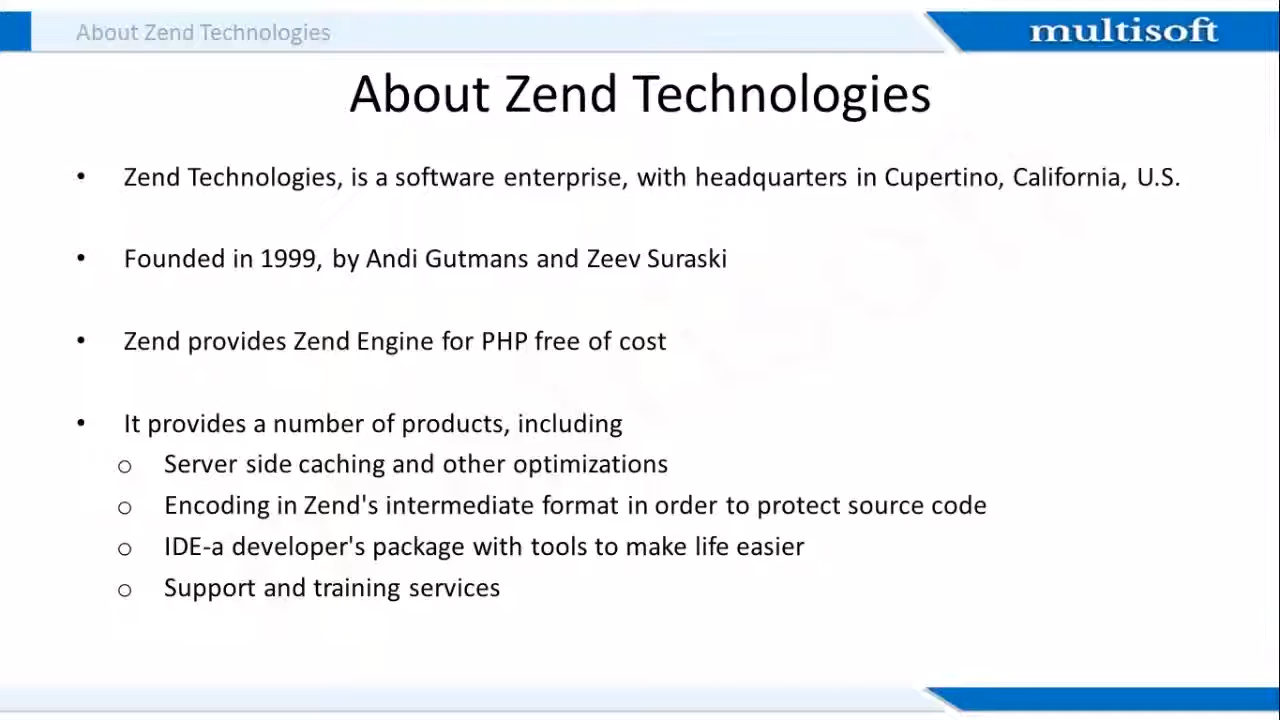 About Zend Technologies
multisoft
About Zend Technologies
• Zend Technologies, is a software enterprise, with headquarters in Cupertino, California, U.S.
• Founded in 1999, by Andi Gutmans and Zeev Suraski
• Zend provides Zend Engine for PHP free of cost
• It provides a number of products, including
o Server side caching and other optimizations
o Encoding in Zend's intermediate format in order to protect source code
o IDE-a developer's package with tools to make life easier
o Support and training services